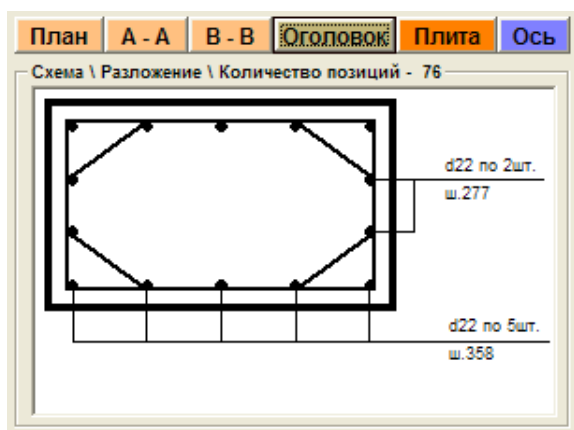 План А - А В - В Оголовок Плита Ось
Схема \ Разложение \ Количество позиций - 76
d22 по 2шт.
ш.277
d22 по 5шт.
ш.358